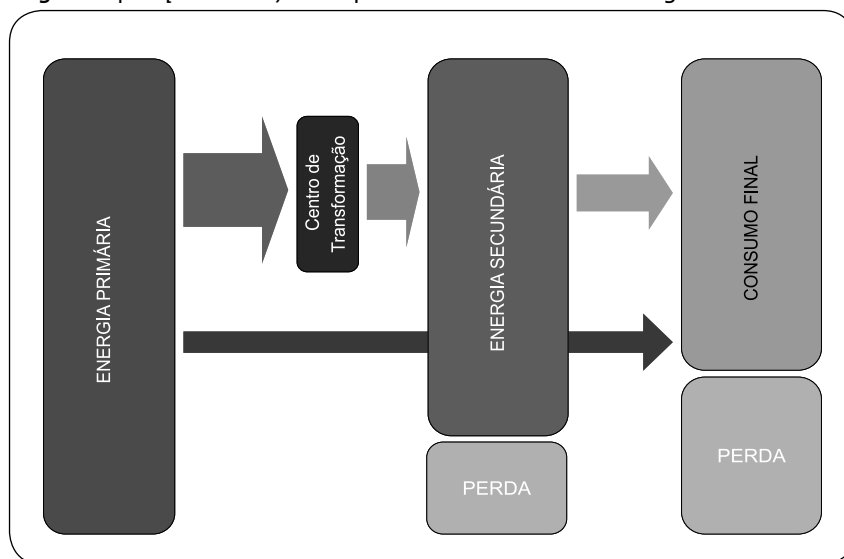 ENERGIA PRIMÁRIA
Centro de
Transformação
ENERGIA SECUNDÁRIA
PERDA
CONSUMO FINAL
PERDA